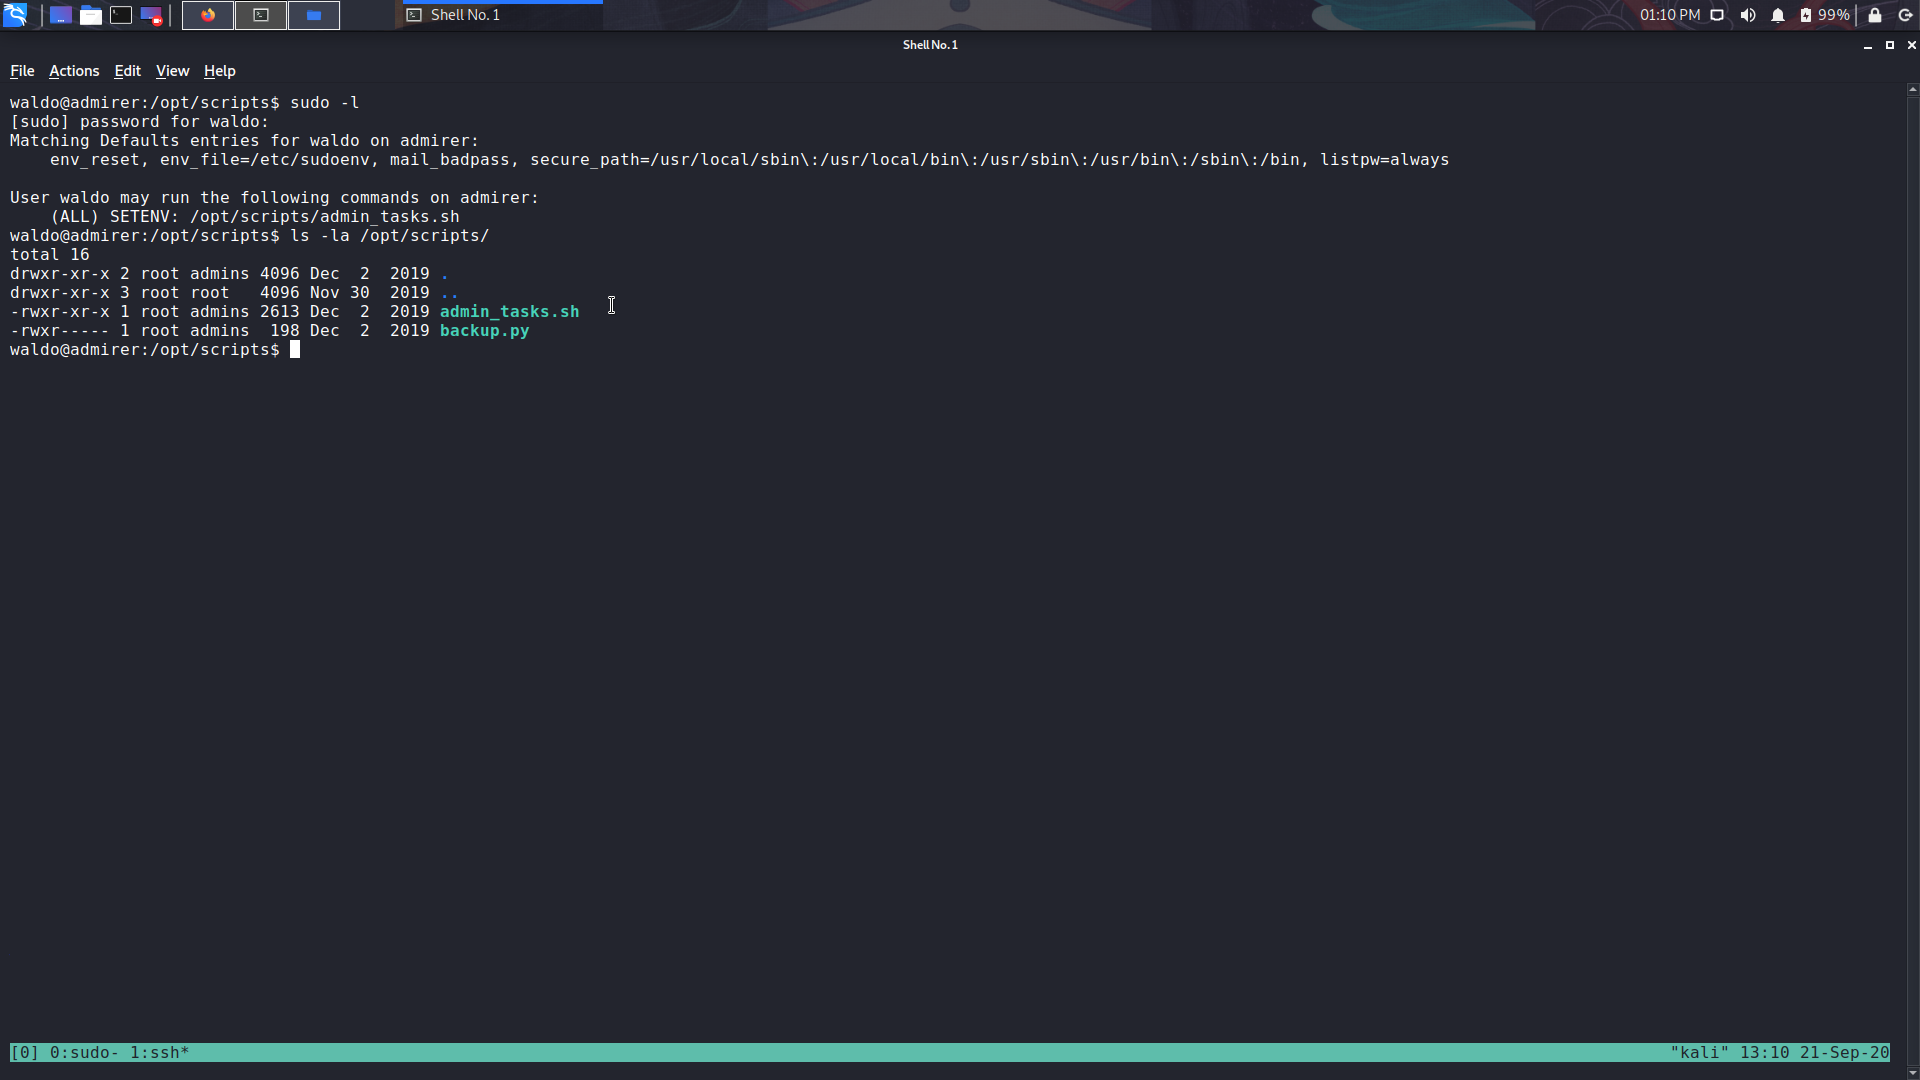 Shell No. 1
01:10 PM
99%
Shell No. 1
File Actions Edit View Help
waldo@admirer:/opt/scripts$ sudo -l
[sudo] password for waldo:
Matching Defaults entries for waldo on admirer:
    env_reset, env_file=/etc/sudoenv, mail_badpass, secure_path=/usr/local/sbin\:/usr/local/bin\:/usr/sbin\:/usr/bin\:/sbin\:/bin, listpw=always
User waldo may run the following commands on admirer:
    (ALL) SETENV: /opt/scripts/admin_tasks.sh
waldo@admirer:/opt/scripts$ ls -la /opt/scripts/
total 16
drwxr-xr-x 2 root admins 4096 Dec  2  2019 .
drwxr-xr-x 3 root root   4096 Nov 30  2019 ..
-rwxr-xr-x 1 root admins 2613 Dec  2  2019 admin_tasks.sh
-rwxr----- 1 root admins  198 Dec  2  2019 backup.py
waldo@admirer:/opt/scripts$
[0] 0:sudo- 1:ssh*
"kali" 13:10 21-Sep-20